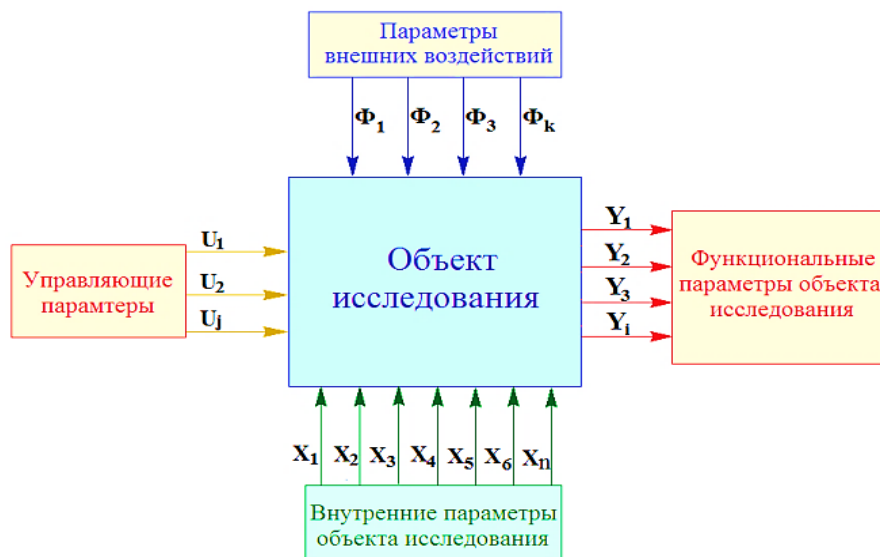 Параметры
внешних воздействий
Ф1 Ф2 Ф3 Фk
Управляющие
парамтеры
U1
U2
Uj
Объект
исследования
Y1
Y2
Y3
Yi
Функциональные
параметры объекта
исследования
X1 X2 X3 X4 X5 X6 Xn
Внутренние параметры
объекта исследования